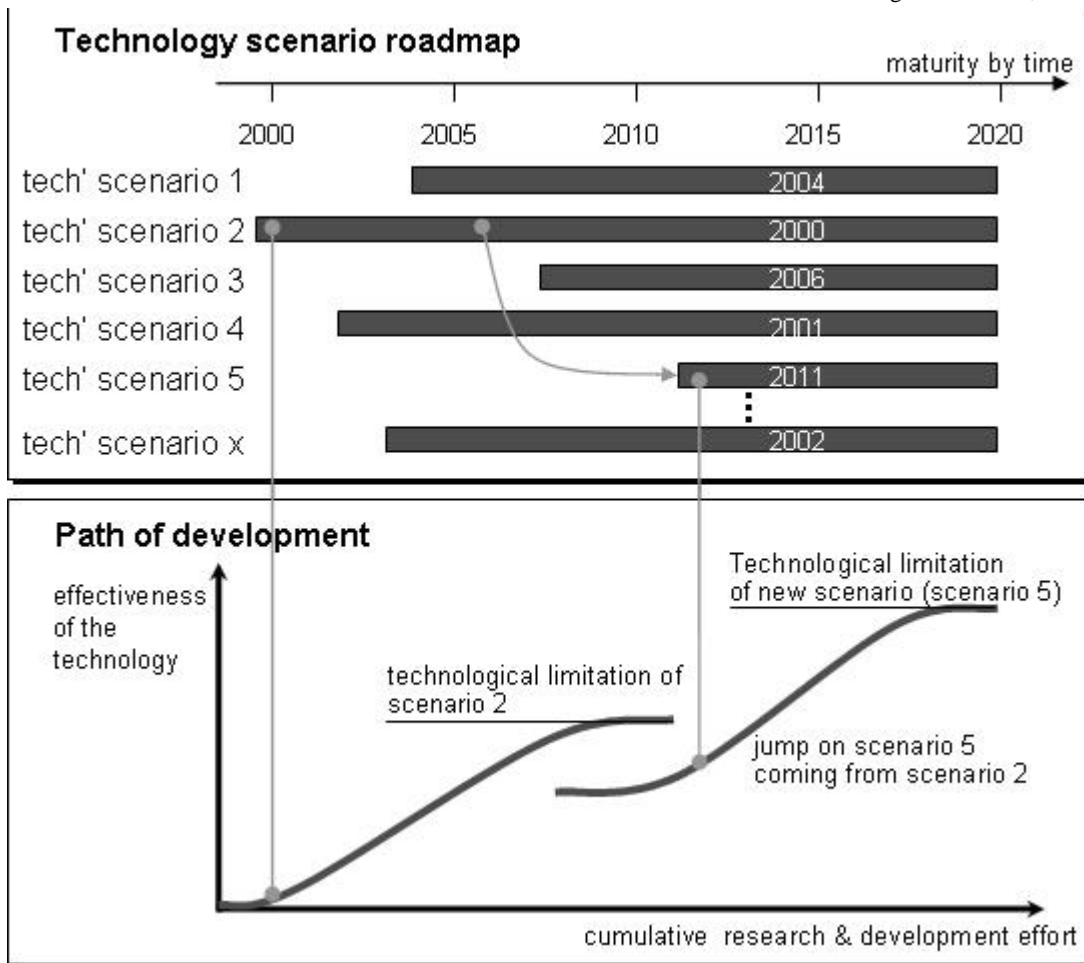 Technology scenario roadmap
maturity by time
2000 2005 2010 2015 2020
tech' scenario 1 2004
tech' scenario 2 2000
tech' scenario 3 2006
tech' scenario 4 2001
tech' scenario 5 2011
tech' scenario x 2002
Path of development
effectiveness
of the
technology
Technological limitation
of new scenario (scenario 5)
technological limitation of
scenario 2
jump on scenario 5
coming from scenario 2
cumulative research & development effort